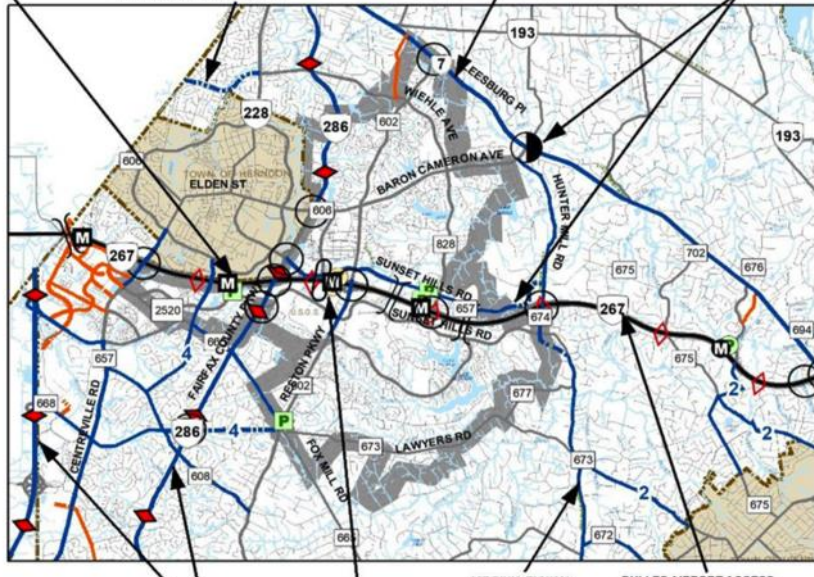 193
7
LEESBURG PI
228
WIEHLE AVE
286
602
193
606
BARON CAMERON AVE
TOWN OF HERNDON
ELDEN ST
606
HUNTER MILL RD
828
702
M
267
675
676
SUNSET HILLS RD
M
P
M
P
657
267
2520
U.S.G.S.
M
SUNSET HILLS RD
674
694
665
657
4
FAIRFAX COUNTY PKWY
RESTON PKWY
675
M
P
602
2
677
668
CENTREVILLE RD
286
4
P
2
673
LAWYERS RD
FOX MILL RD
673
608
2
675
665
672